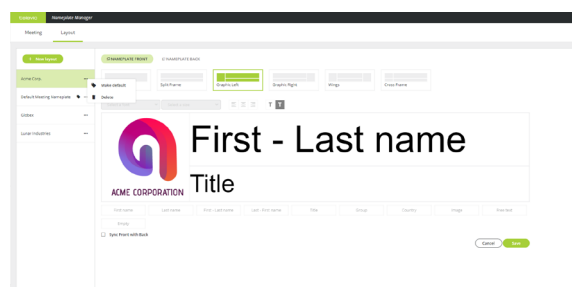 Nameplate Manager
Meeting
Layout
New layout
NAMEPLATE FRONT
NAMEPLATE BACK
Acme Corp.
Make default
Delete
Split Frame
Graphic Left
Graphic Right
Wings
Cross Frame
Default Meeting Nameplate
Globex
Lunar Industries
T T
First - Last name
Title
ACME CORPORATION
First name
Last name
First - Last name
Last - First name
Title
Group
Country
Image
Free text
Empty
Sync Front with Back
Cancel
Save